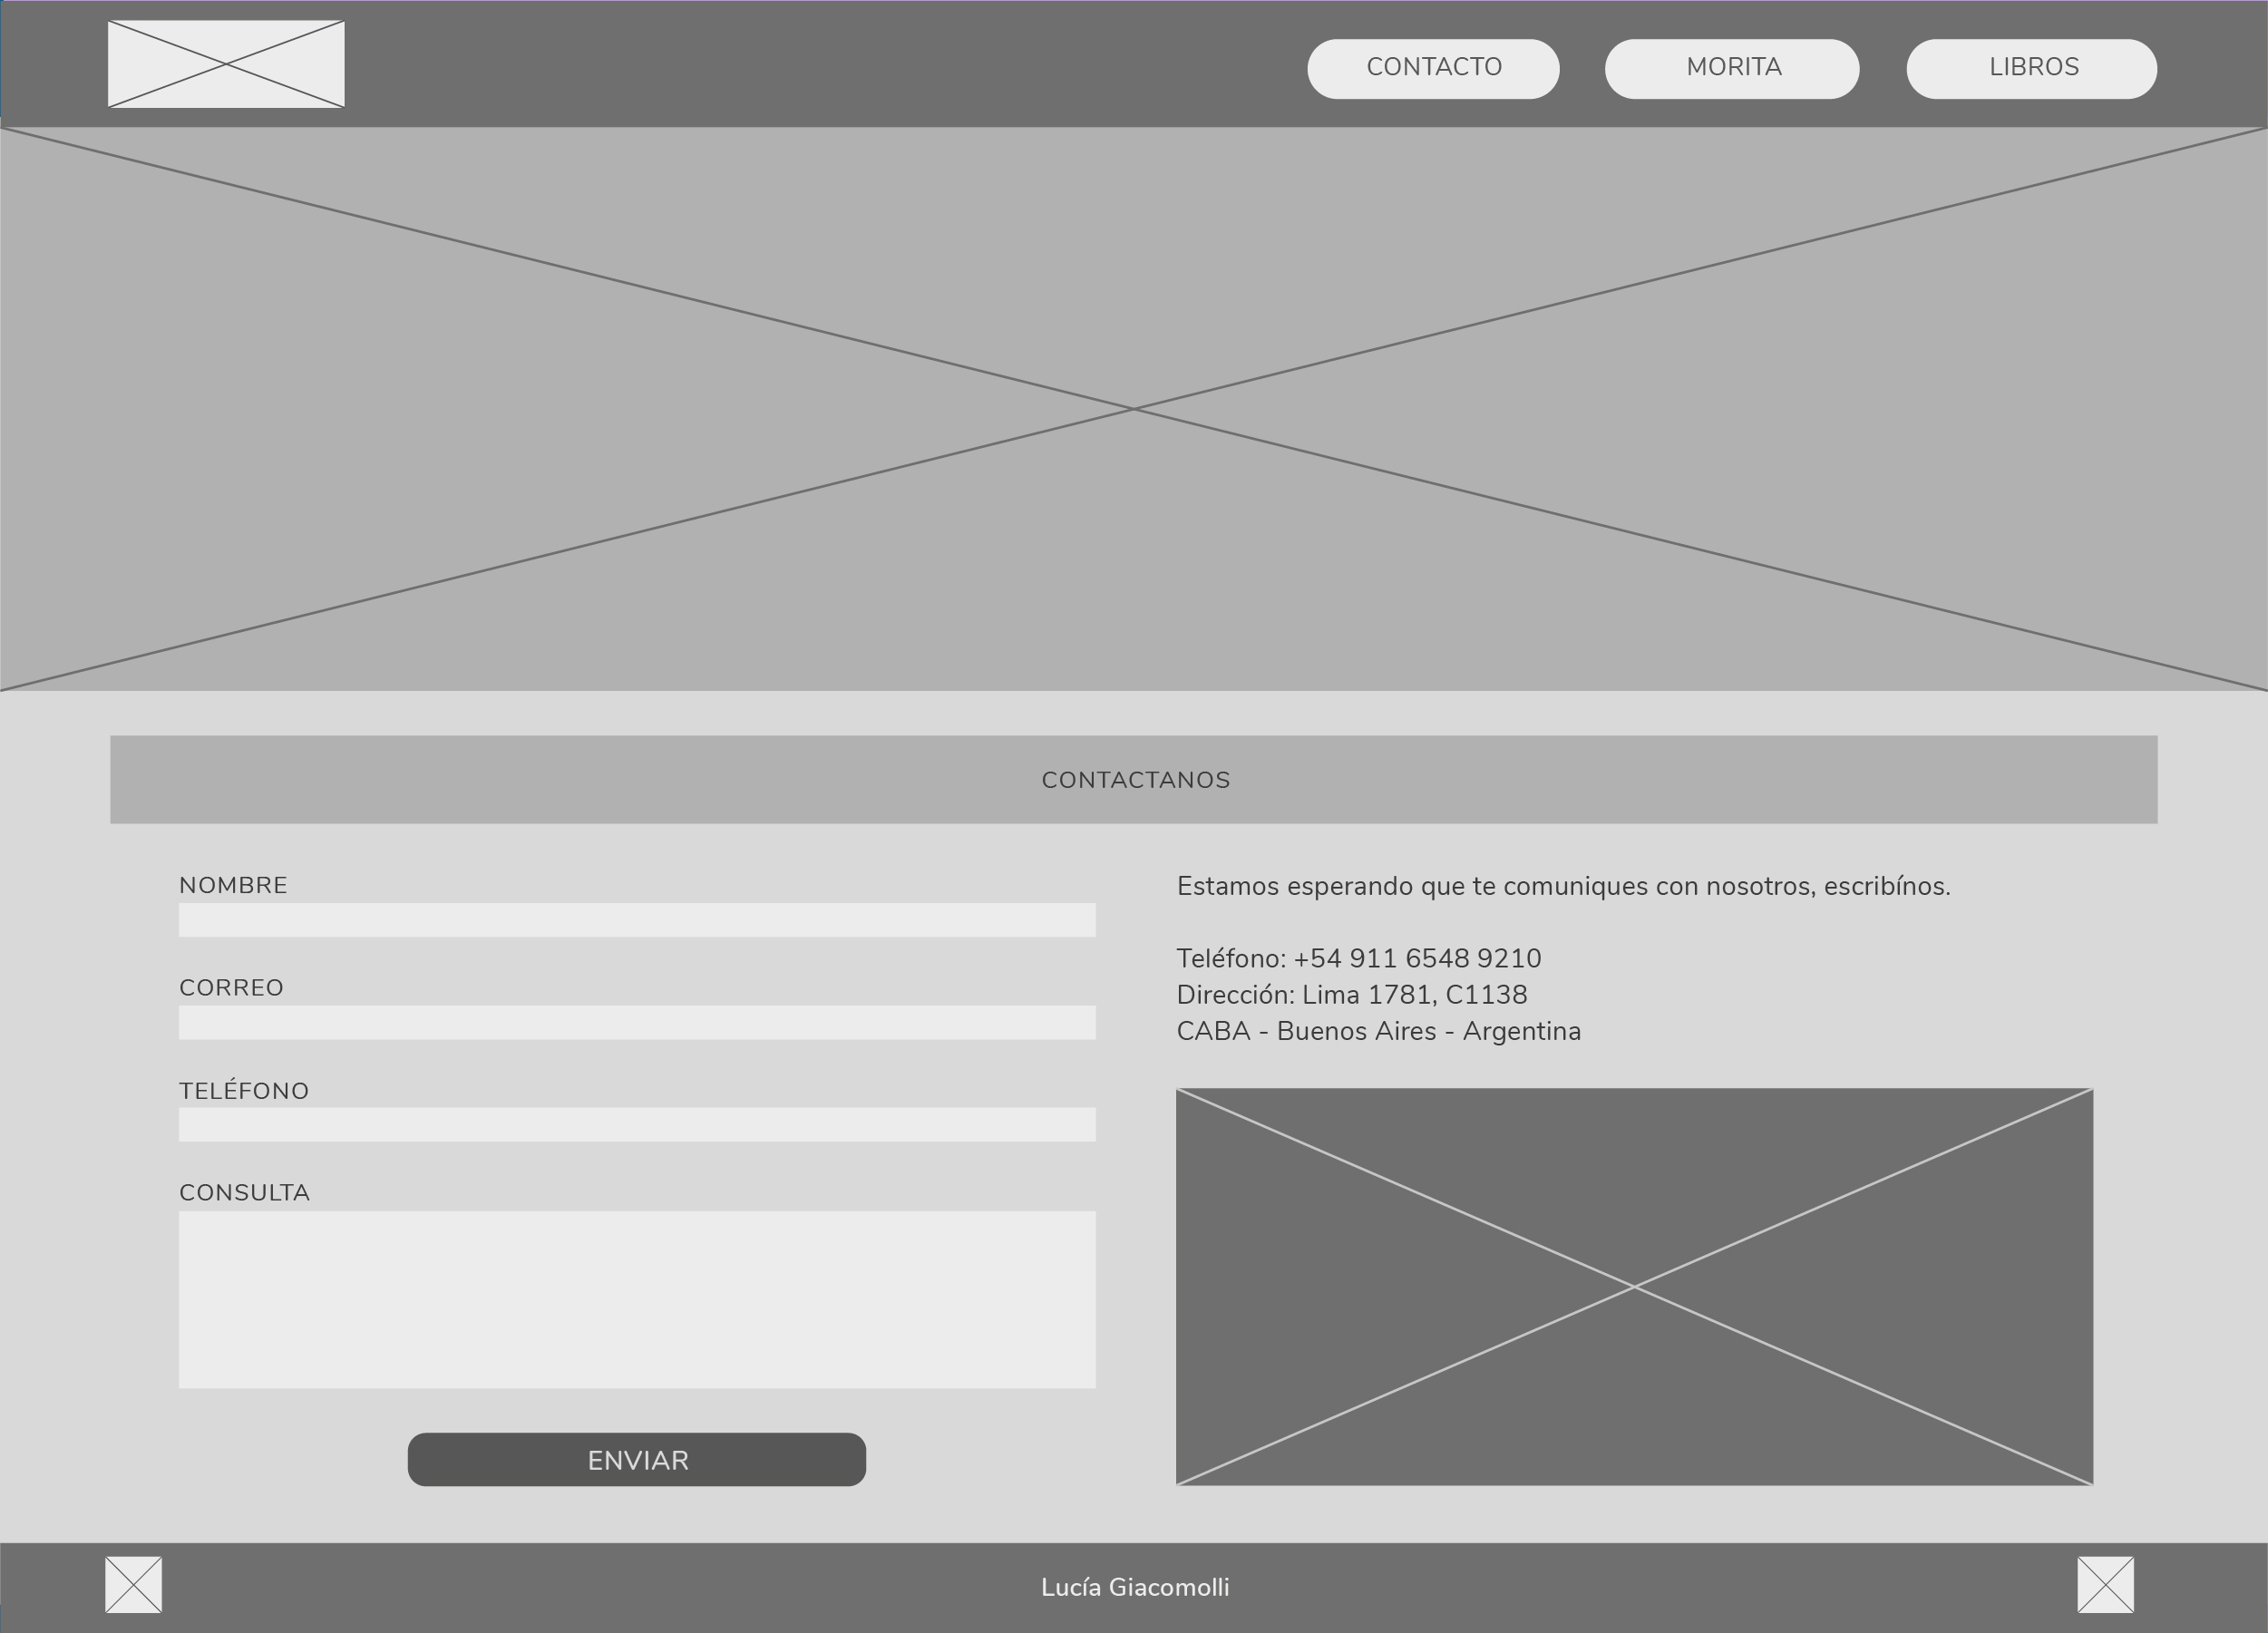 CONTACTO
MORITA
LIBROS
CONTACTANOS
NOMBRE
CORREO
TELÉFONO
CONSULTA
ENVIAR
Estamos esperando que te comuniques con nosotros, escribínos.
Teléfono: +54 911 6548 9210
Dirección: Lima 1781, C1138
CABA - Buenos Aires - Argentina
Lucía Giacomolli